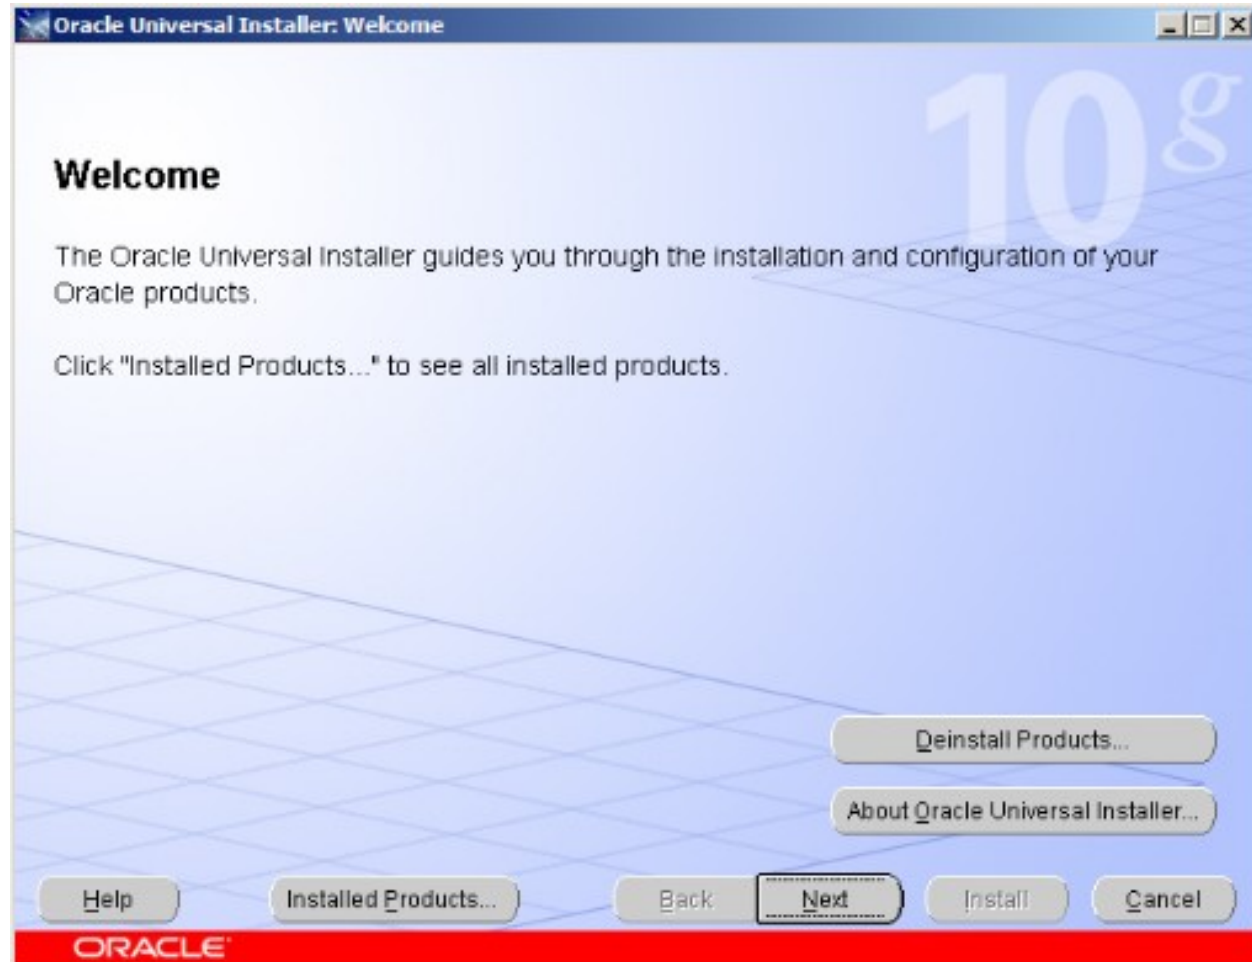 Oracle Universal Installer: Welcome
10g
Welcome
The Oracle Universal Installer guides you through the installation and configuration of your
Oracle products.
Click "Installed Products..." to see all installed products.
Deinstall Products...
About Oracle Universal Installer...
Help Installed Products... Back Next Install Cancel
ORACLE